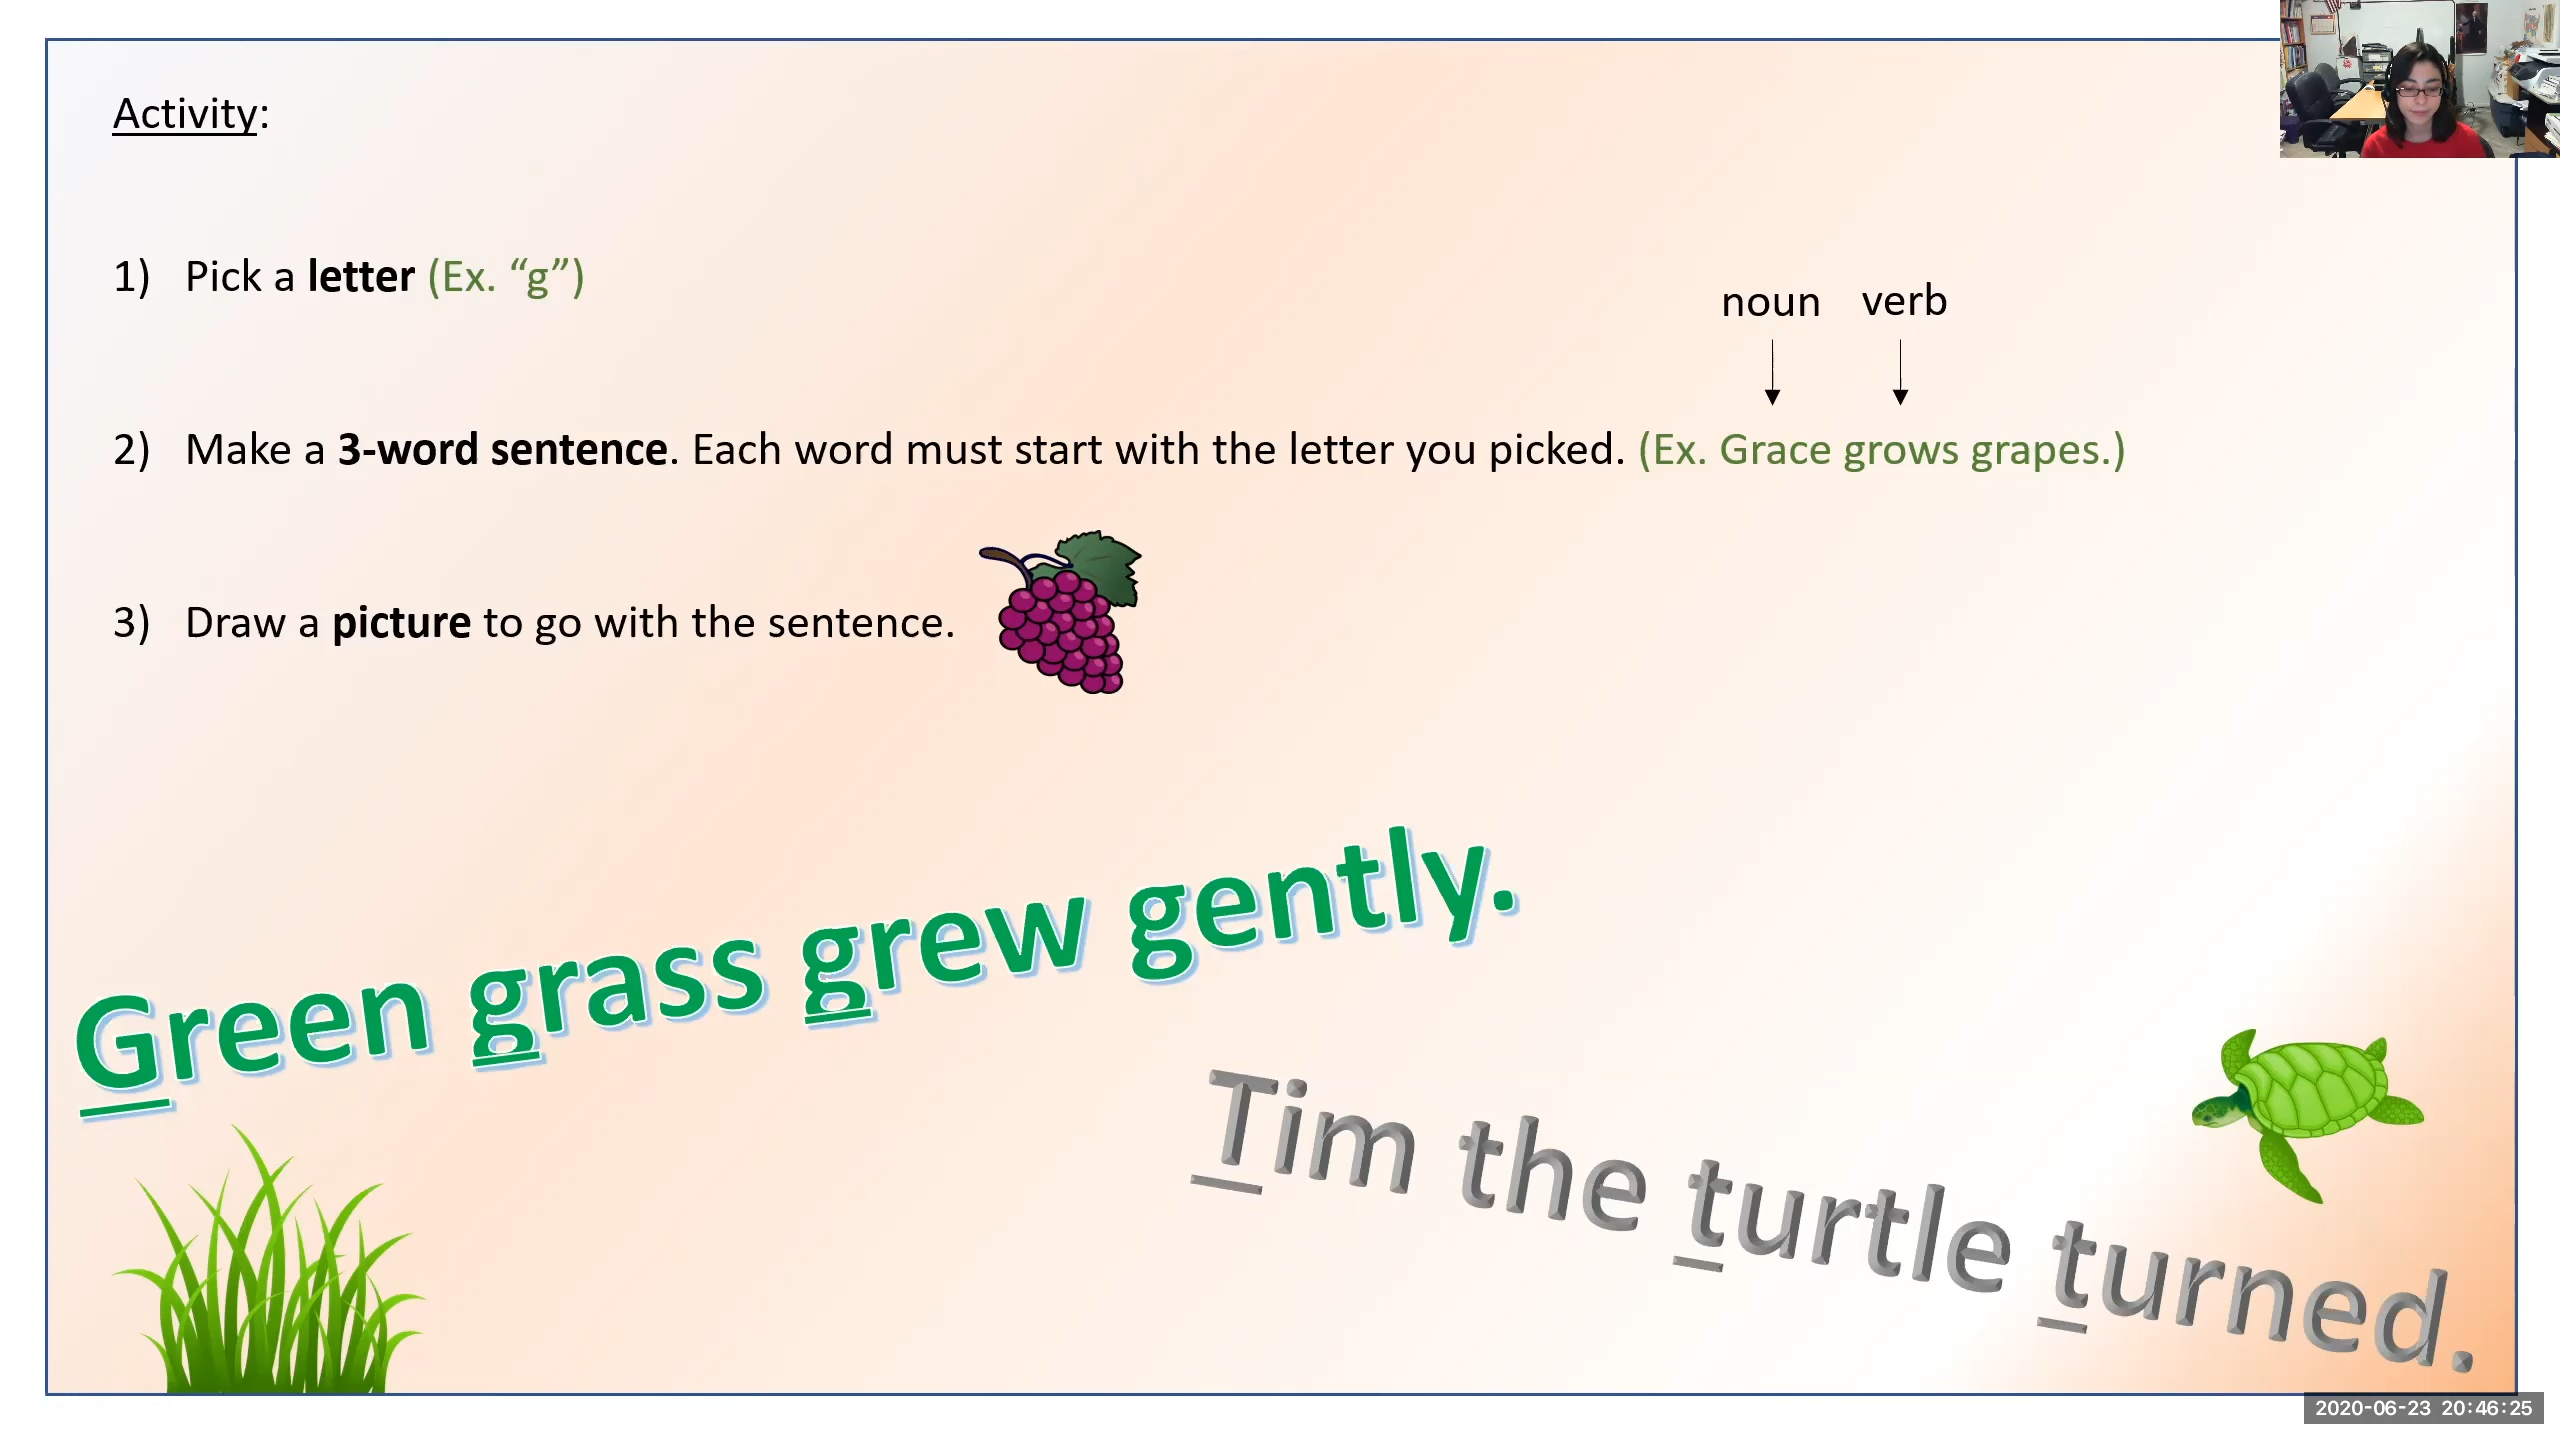 Activity:
1) Pick a letter (Ex. “g”)
noun verb
2) Make a 3-word sentence. Each word must start with the letter you picked. (Ex. Grace grows grapes.)
3) Draw a picture to go with the sentence.
Green grass grew gently.
Tim the turtle turned.
2020-06-23 20:46:25